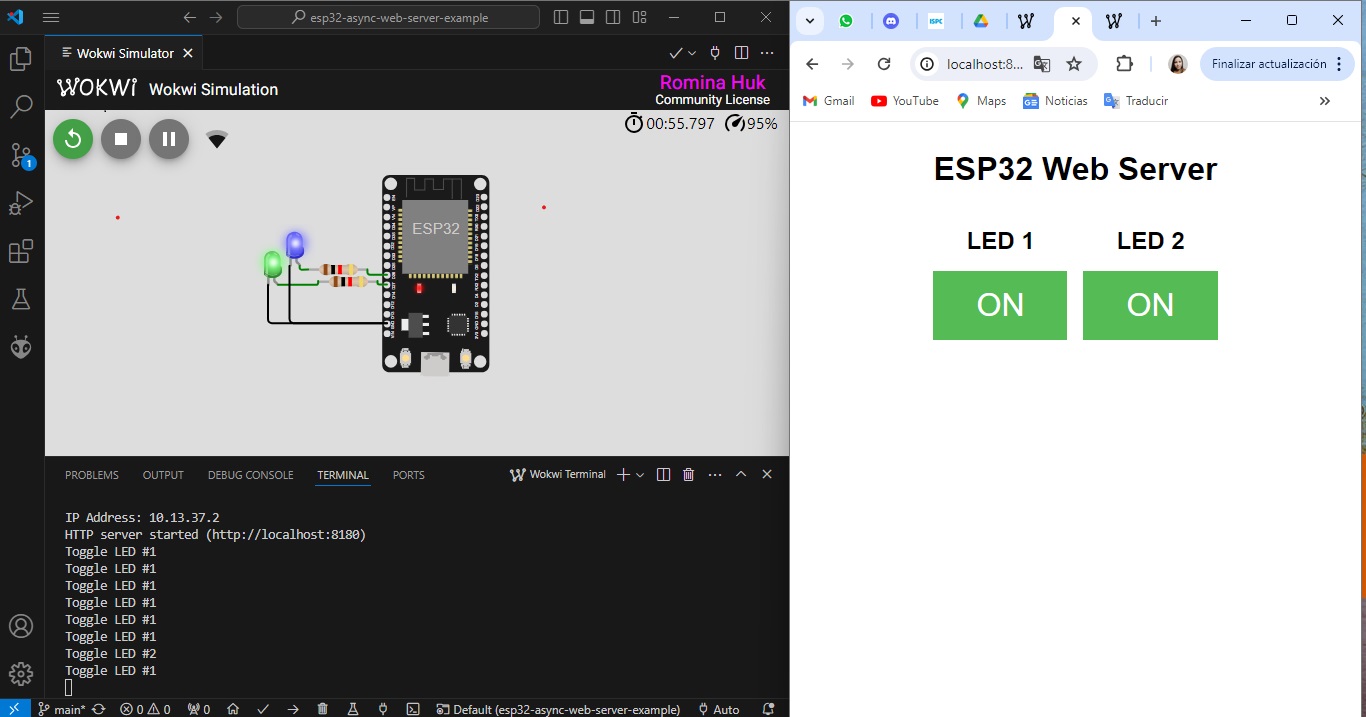 esp32-async-web-server-example
Wokwi Simulator
WOKWI Wokwi Simulation
Romina Huk
Community License
00:55.797 95%
ESP32
1
PROBLEMS OUTPUT DEBUG CONSOLE TERMINAL PORTS
Wokwi Terminal
IP Address: 10.13.37.2
HTTP server started (http://localhost:8180)
Toggle LED #1
Toggle LED #1
Toggle LED #1
Toggle LED #1
Toggle LED #1
Toggle LED #1
Toggle LED #2
Toggle LED #1
main* 0 0 0 Default (esp32-async-web-server-example) Auto
ISPC
localhost:8... Finalizar actualización
Gmail YouTube Maps Noticias Traducir
ESP32 Web Server
LED 1 LED 2
ON ON